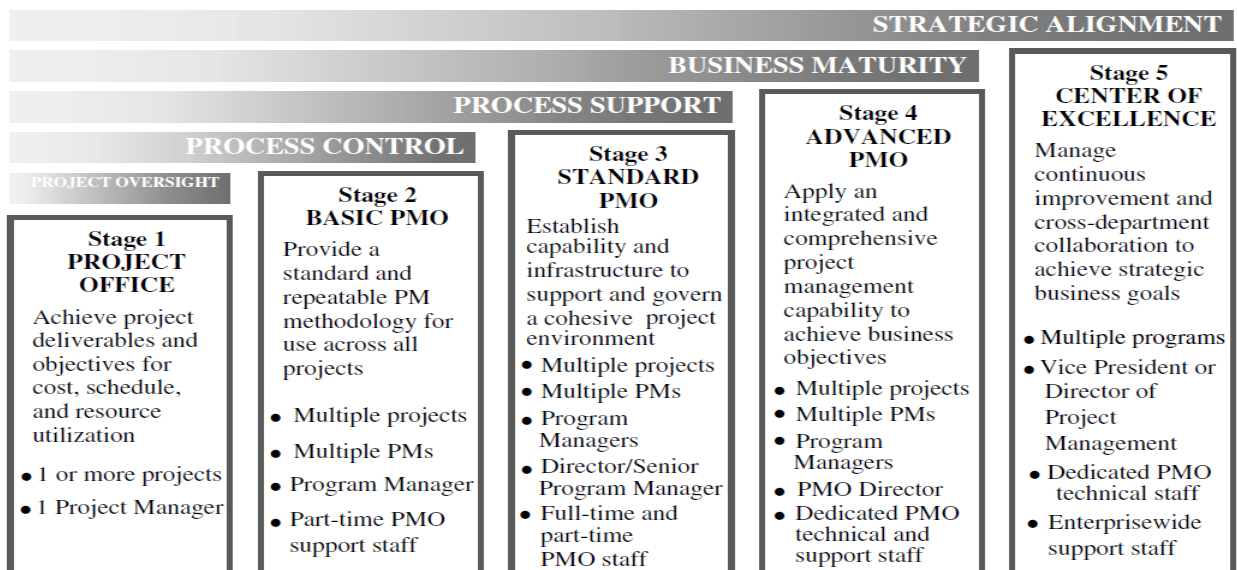 STRATEGIC ALIGNMENT
BUSINESS MATURITY
PROCESS SUPPORT
PROCESS CONTROL
PROJECT OVERSIGHT
Stage 1
PROJECT
OFFICE
Achieve project
deliverables and
objectives for
cost, schedule,
and resource
utilization
• 1 or more projects
• 1 Project Manager
Stage 2
BASIC PMO
Provide a
standard and
repeatable PM
methodology for
use across all
projects
• Multiple projects
• Multiple PMs
• Program Manager
• Part-time PMO
support staff
Stage 3
STANDARD
PMO
Establish
capability and
infrastructure to
support and govern
a cohesive project
environment
• Multiple projects
• Multiple PMs
• Program
Managers
• Director/Senior
Program Manager
• Full-time and
part-time
PMO staff
Stage 4
ADVANCED
PMO
Apply an
integrated and
comprehensive
project
management
capability to
achieve business
objectives
• Multiple projects
• Multiple PMs
• Program
Managers
• PMO Director
• Dedicated PMO
technical and
support staff
Stage 5
CENTER OF
EXCELLENCE
Manage
continuous
improvement and
cross-department
collaboration to
achieve strategic
business goals
• Multiple programs
• Vice President or
Director of
Project
Management
• Dedicated PMO
technical staff
• Enterprisewide
support staff